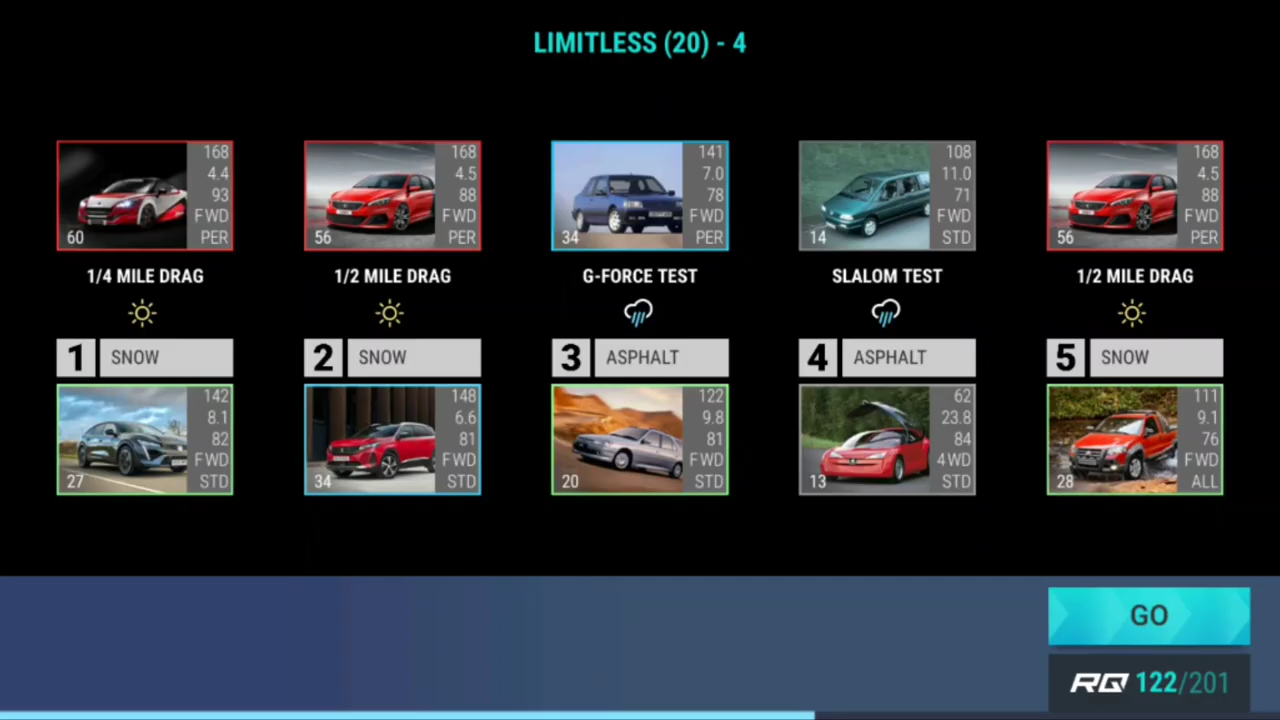 LIMITLESS (20) - 4
168
4.4
93
FWD
60 PER
168
4.5
88
FWD
56 PER
141
7.0
78
FWD
34 PER
108
11.0
71
FWD
14 STD
168
4.5
88
FWD
56 PER
1/4 MILE DRAG
1/2 MILE DRAG
G-FORCE TEST
SLALOM TEST
1/2 MILE DRAG
1 SNOW
2 SNOW
3 ASPHALT
4 ASPHALT
5 SNOW
142
8.1
82
FWD
27 STD
148
6.6
81
FWD
34 STD
122
9.8
81
FWD
20 STD
62
23.8
84
4WD
13 STD
111
9.1
76
FWD
28 ALL
GO
RQ 122/201